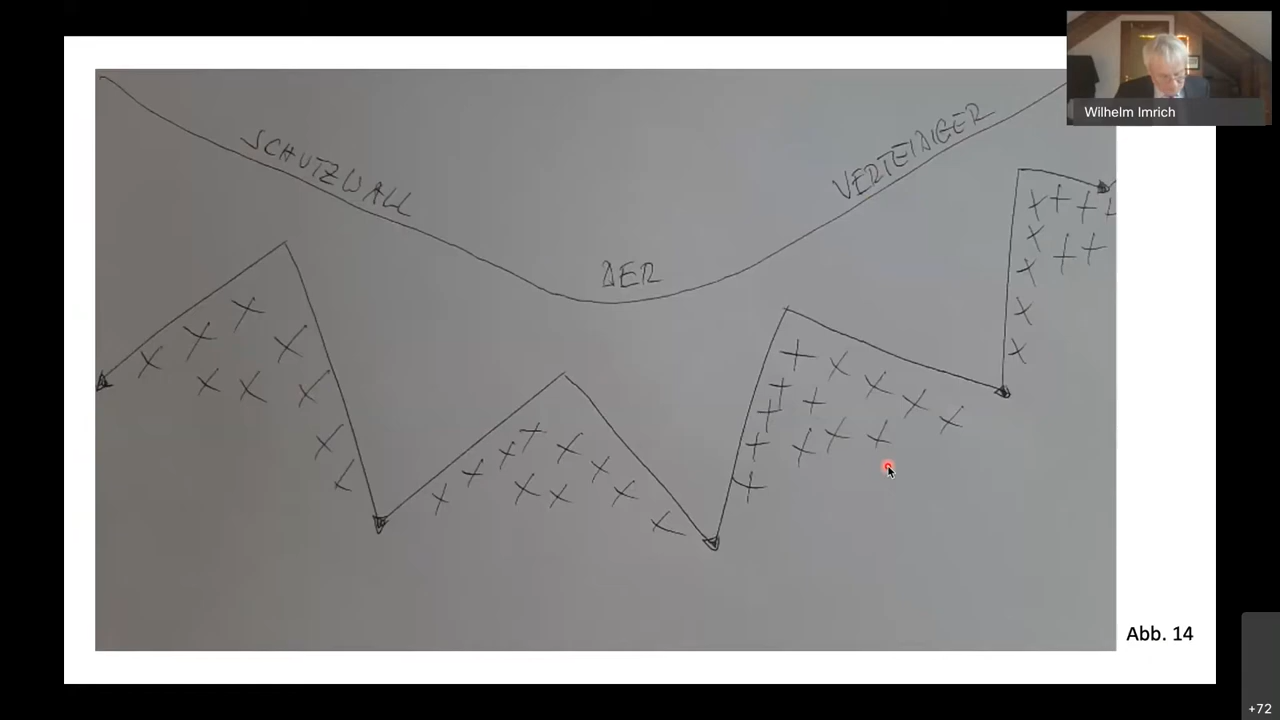 Wilhelm Imrich
SCHUTZWALL
DER
VERTEIDIGER
Abb. 14
+72